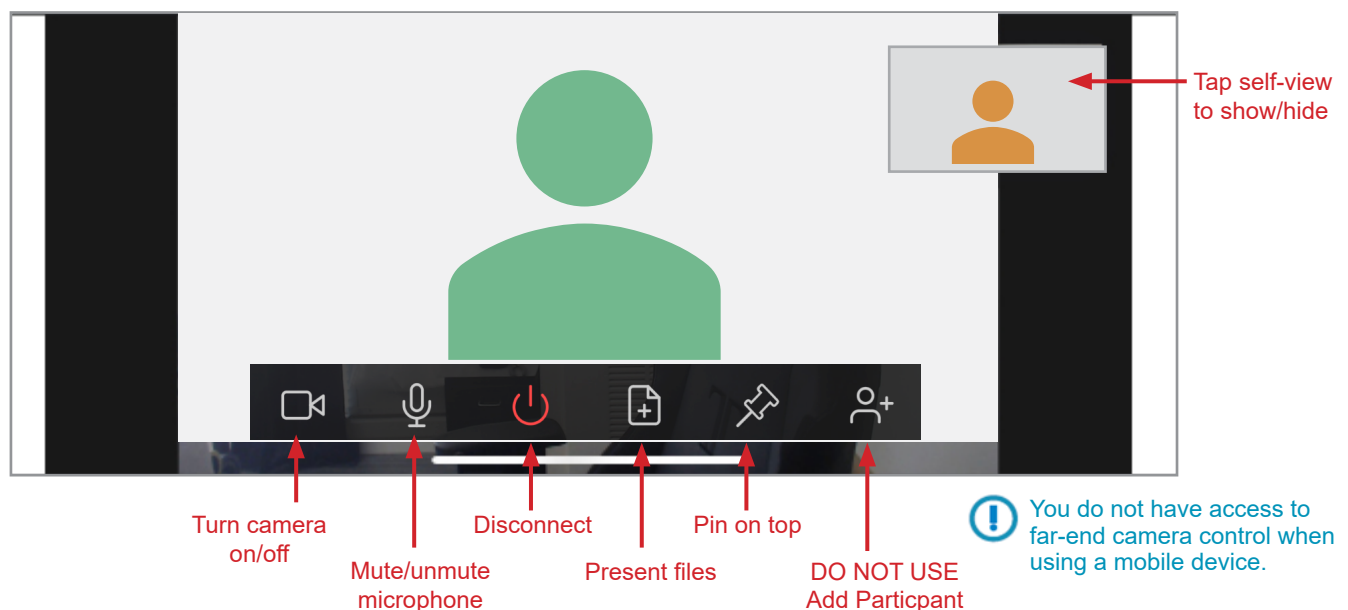 Tap self-view
to show/hide
Turn camera
on/off
Mute/unmute
microphone
Disconnect
Present files
Pin on top
DO NOT USE
Add Particpant
You do not have access to
far-end camera control when
using a mobile device.